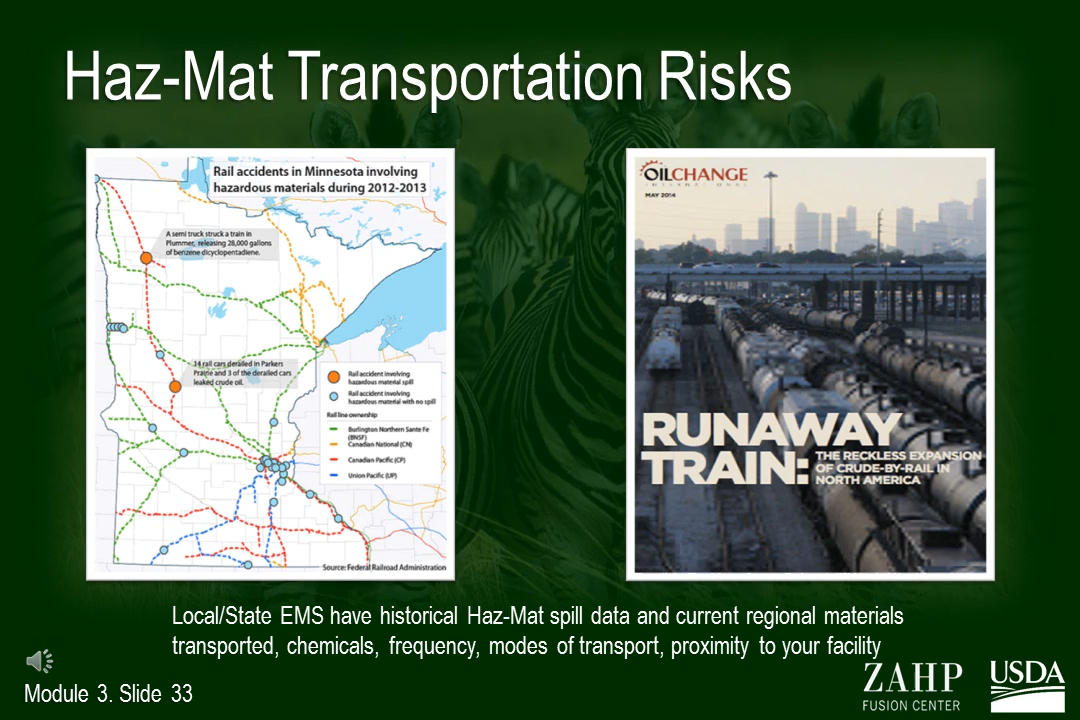 Haz-Mat Transportation Risks
Rail accidents in Minnesota involving
hazardous materials during 2012-2013
A semi truck struck a train in
Plummer, releasing 28,000 gallons
of benzene dicyclopentadiene.
14 rail cars derailed in Parkers
Prairie and 3 of the derailed cars
leaked crude oil.
Rail accident involving
hazardous material spill
Rail accident involving
hazardous material with no spill
Rail line ownership
Burlington Northern Sante Fe
(BNSF)
Canadian National (CN)
Canadian Pacific (CP)
Union Pacific (UP)
Source: Federal Railroad Administration
OILCHANGE
INTERNATIONAL
MAY 2014
RUNAWAY
TRAIN:
THE RECKLESS EXPANSION
OF CRUDE-BY-RAIL IN
NORTH AMERICA
Local/State EMS have historical Haz-Mat spill data and current regional materials
transported, chemicals, frequency, modes of transport, proximity to your facility
Module 3. Slide 33
ZAHP
FUSION CENTER
USDA